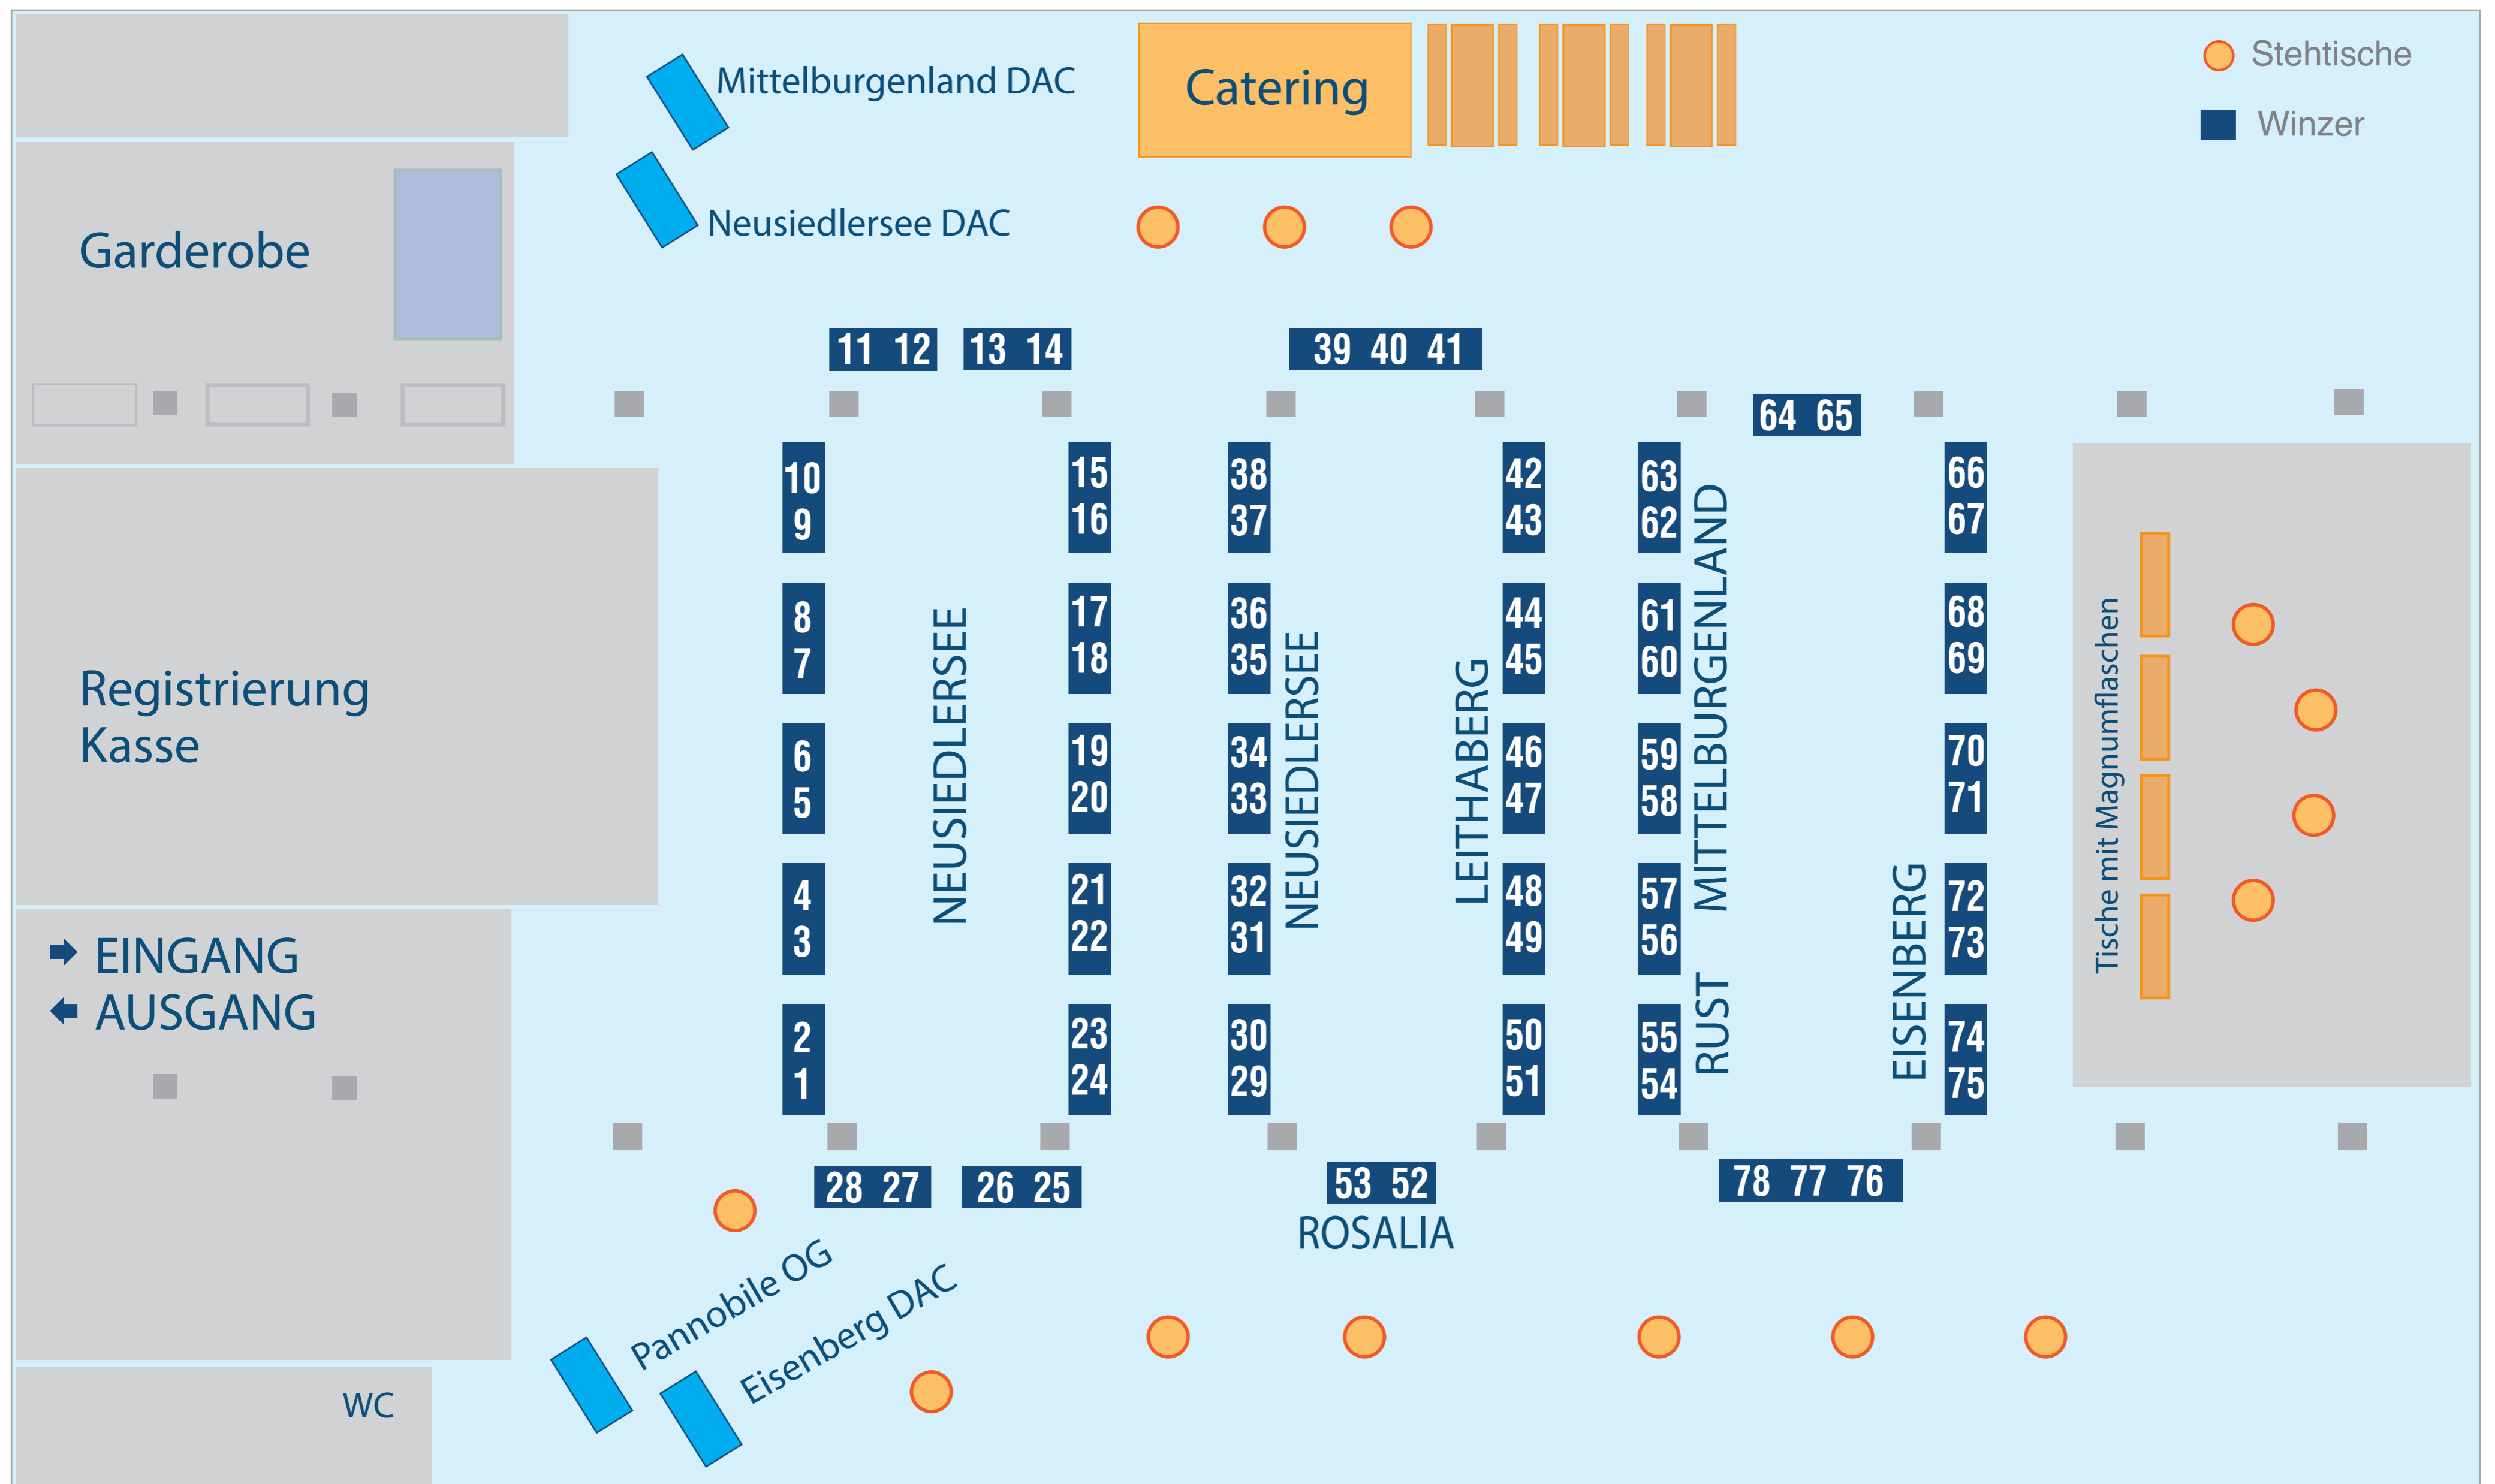 Mittelburgenland DAC
Catering
Stehtische
Winzer
Neusiedlersee DAC
Garderobe
11 12
13 14
39 40 41
64 65
10
9
8
7
6
5
4
3
2
1
NEUSIEDLERSEE
15
16
17
18
19
20
21
22
23
24
38
37
36
35
34
33
32
31
30
29
NEUSIEDLERSEE
LEITHABERG
42
43
44
45
46
47
48
49
50
51
63
62
61
60
59
58
57
56
55
54
MITTELBURGENLAND
RUST
EISENBERG
66
67
68
69
70
71
72
73
74
75
Tische mit Magnumflaschen
Registrierung
Kasse
EINGANG
AUSGANG
28 27
26 25
53 52
78 77 76
ROSALIA
Pannobile OG
Eisenberg DAC
WC